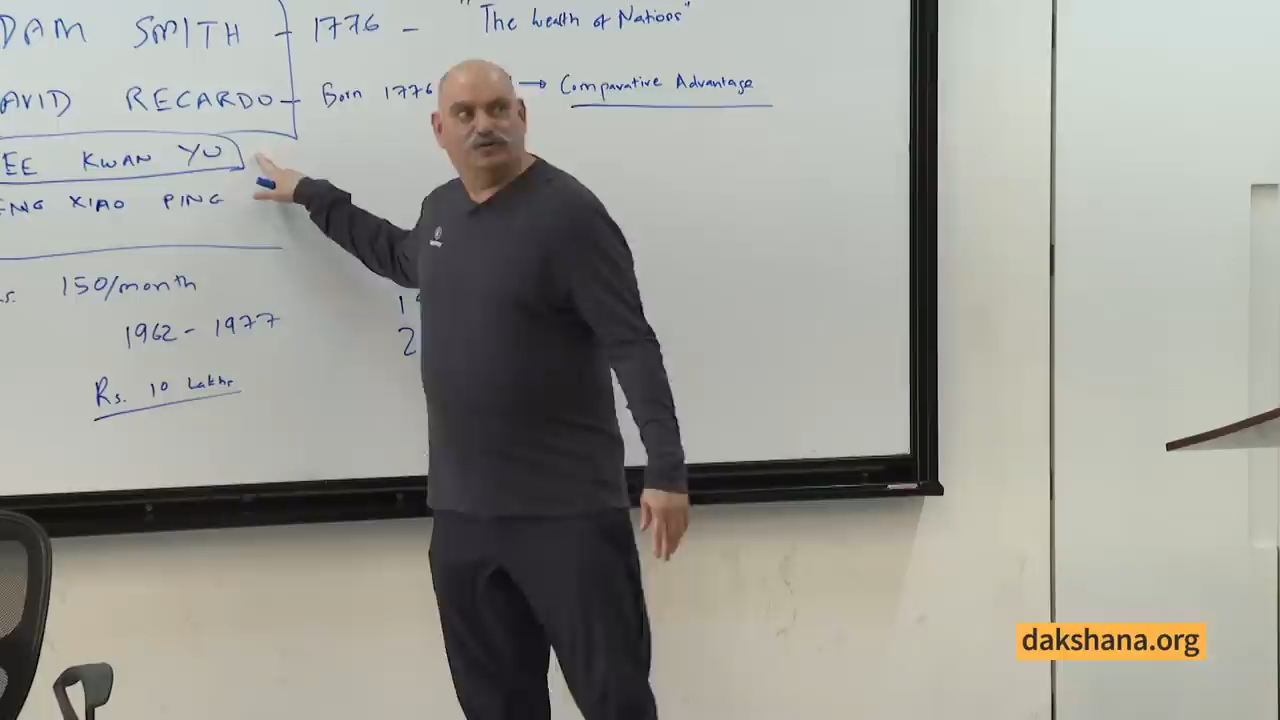 DAM SMITH - 1776 - "The Wealth of Nations"
AVID RECARDO - Born 1776 → Comparative Advantage
EE KWAN YU
ENG XIAO PING
s. 150/month
1962 - 1977
2
Rs. 10 Lakhs
dakshana.org